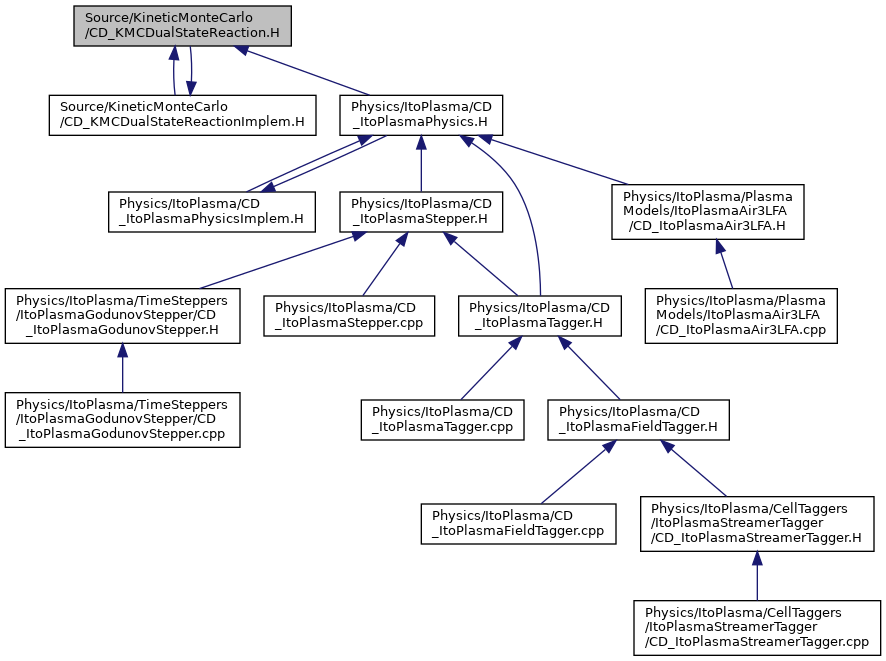 Source/KineticMonteCarlo
/CD_KMCDualStateReaction.H
Source/KineticMonteCarlo
/CD_KMCDualStateReactionImplem.H
Physics/ItoPlasma/CD
_ItoPlasmaPhysics.H
Physics/ItoPlasma/CD
_ItoPlasmaPhysicsImplem.H
Physics/ItoPlasma/CD
_ItoPlasmaStepper.H
Physics/ItoPlasma/Plasma
Models/ItoPlasmaAir3LFA
/CD_ItoPlasmaAir3LFA.H
Physics/ItoPlasma/TimeSteppers
/ItoPlasmaGodunovStepper/CD
_ItoPlasmaGodunovStepper.H
Physics/ItoPlasma/CD
_ItoPlasmaStepper.cpp
Physics/ItoPlasma/CD
_ItoPlasmaTagger.H
Physics/ItoPlasma/Plasma
Models/ItoPlasmaAir3LFA
/CD_ItoPlasmaAir3LFA.cpp
Physics/ItoPlasma/TimeSteppers
/ItoPlasmaGodunovStepper/CD
_ItoPlasmaGodunovStepper.cpp
Physics/ItoPlasma/CD
_ItoPlasmaTagger.cpp
Physics/ItoPlasma/CD
_ItoPlasmaFieldTagger.H
Physics/ItoPlasma/CD
_ItoPlasmaFieldTagger.cpp
Physics/ItoPlasma/CellTaggers
/ItoPlasmaStreamerTagger
/CD_ItoPlasmaStreamerTagger.H
Physics/ItoPlasma/CellTaggers
/ItoPlasmaStreamerTagger
/CD_ItoPlasmaStreamerTagger.cpp